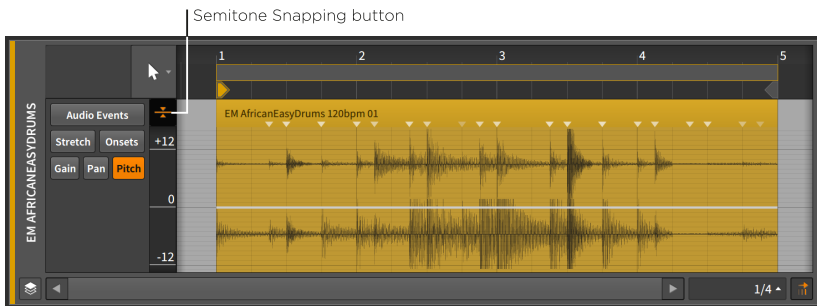 Semitone Snapping button
1 2 3 4 5
EM AFRICANEASYDRUMS
Audio Events
EM AfricanEasyDrums 120bpm 01
Stretch Onsets +12
Gain Pan Pitch
0
-12
1/4